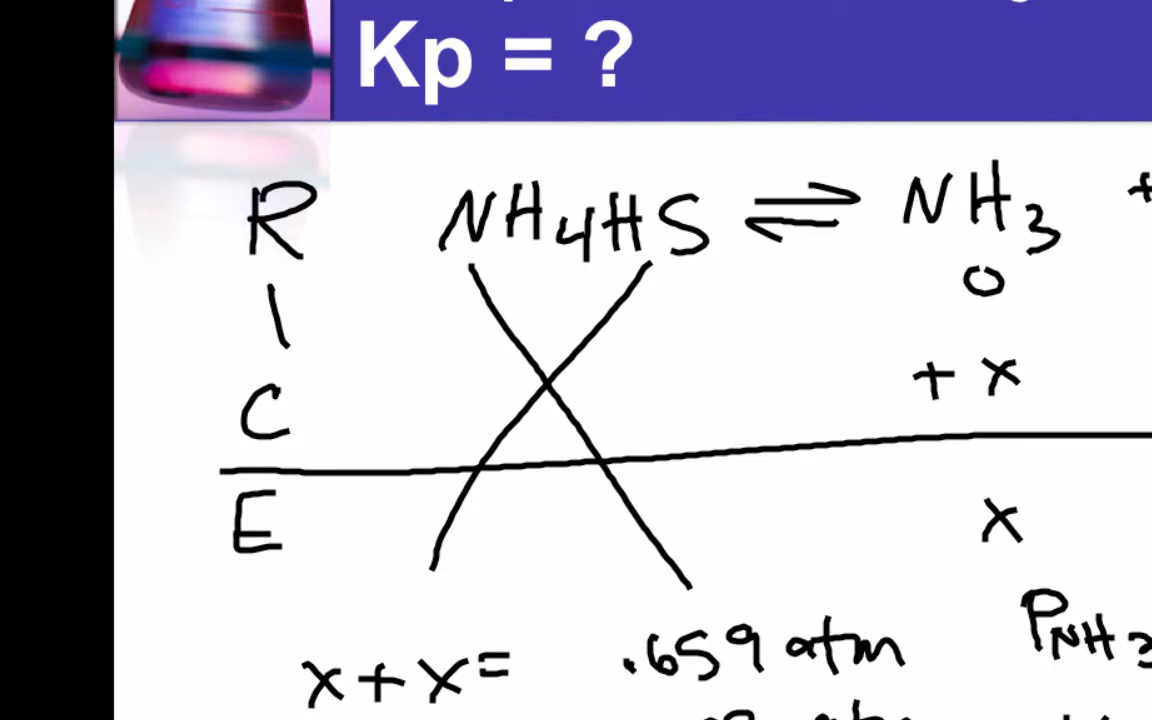 Kp = ?
R NH4HS ⇌ NH3 +
I 0
C + x
E x
x + x = .659 atm PNH3